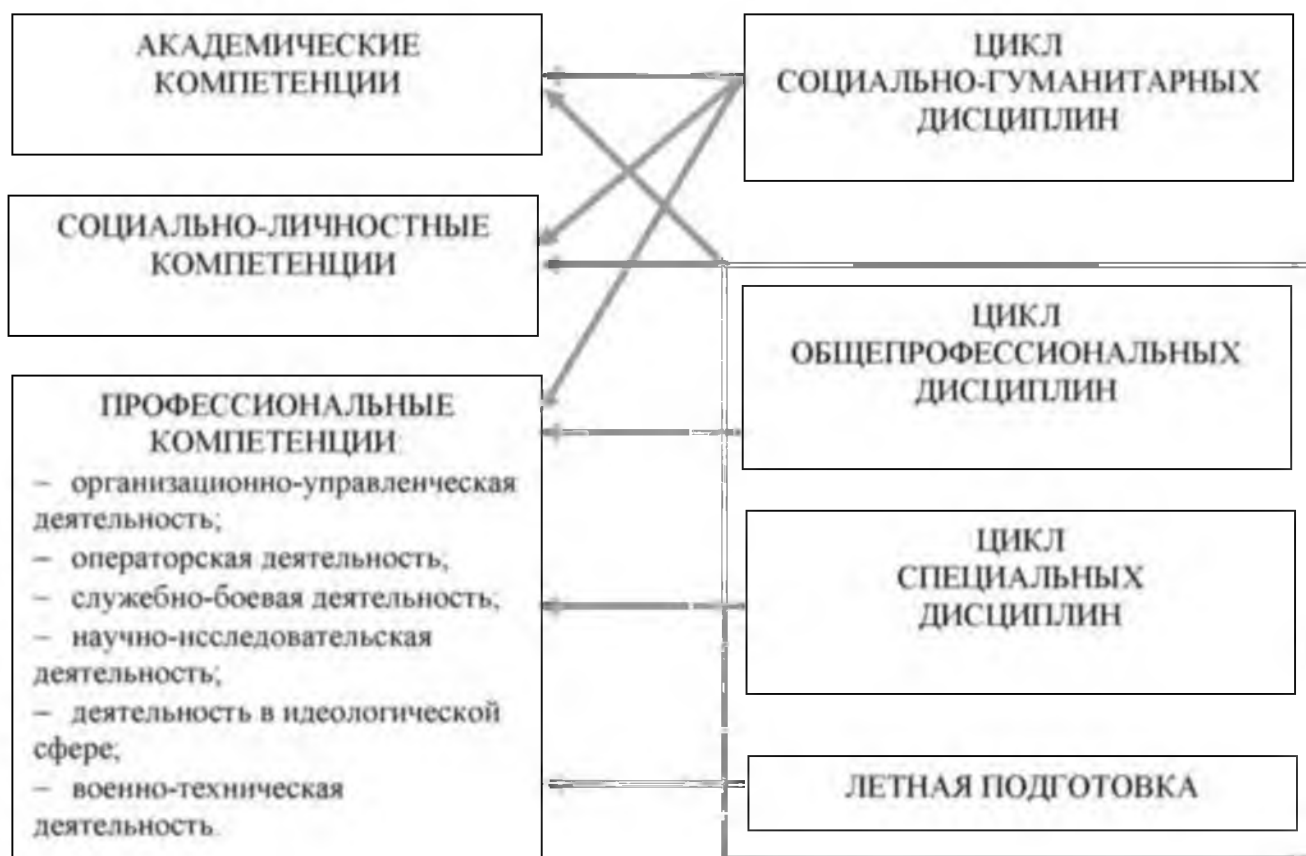 АКАДЕМИЧЕСКИЕ
КОМПЕТЕНЦИИ
СОЦИАЛЬНО-ЛИЧНОСТНЫЕ
КОМПЕТЕНЦИИ
ПРОФЕССИОНАЛЬНЫЕ
КОМПЕТЕНЦИИ:
– организационно-управленческая
деятельность;
– операторская деятельность;
– служебно-боевая деятельность;
– научно-исследовательская
деятельность;
– деятельность в идеологической
сфере;
– военно-техническая
деятельность.
ЦИКЛ
СОЦИАЛЬНО-ГУМАНИТАРНЫХ
ДИСЦИПЛИН
ЦИКЛ
ОБЩЕПРОФЕССИОНАЛЬНЫХ
ДИСЦИПЛИН
ЦИКЛ
СПЕЦИАЛЬНЫХ
ДИСЦИПЛИН
ЛЕТНАЯ ПОДГОТОВКА